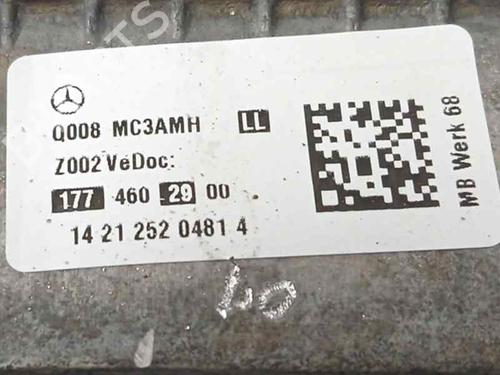 Q008 MC3AMH LL
Z002 VeDoc:
177 460 29 00
14 21 252 0481 4
MB Werk 68